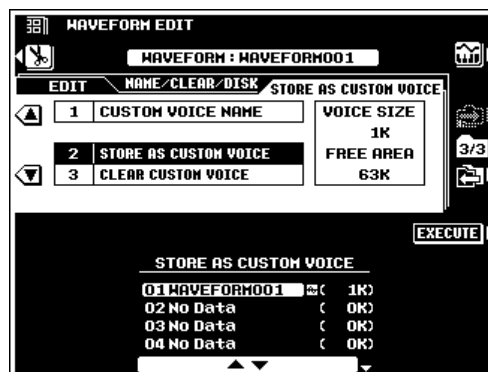 WAVEFORM EDIT
WAVEFORM : WAVEFORM001
EDIT NAME/CLEAR/DISK STORE AS CUSTOM VOICE
1 CUSTOM VOICE NAME
VOICE SIZE
1K
2 STORE AS CUSTOM VOICE
FREE AREA
3/3
3 CLEAR CUSTOM VOICE
63K
EXECUTE
STORE AS CUSTOM VOICE
01 WAVEFORM001 ( 1K)
02 No Data ( 0K)
03 No Data ( 0K)
04 No Data ( 0K)